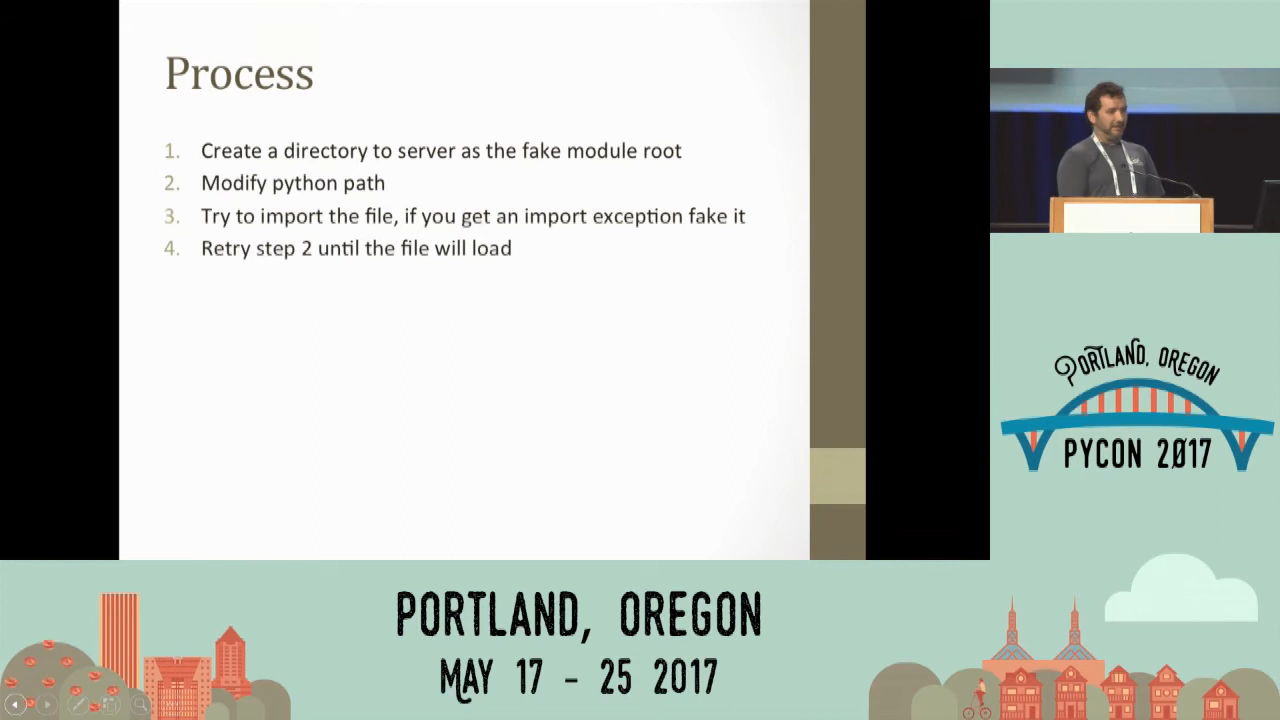 Process
1. Create a directory to server as the fake module root
2. Modify python path
3. Try to import the file, if you get an import exception fake it
4. Retry step 2 until the file will load
PORTLAND, OREGON
PYCON 2017
PORTLAND, OREGON
MAY 17 - 25 2017